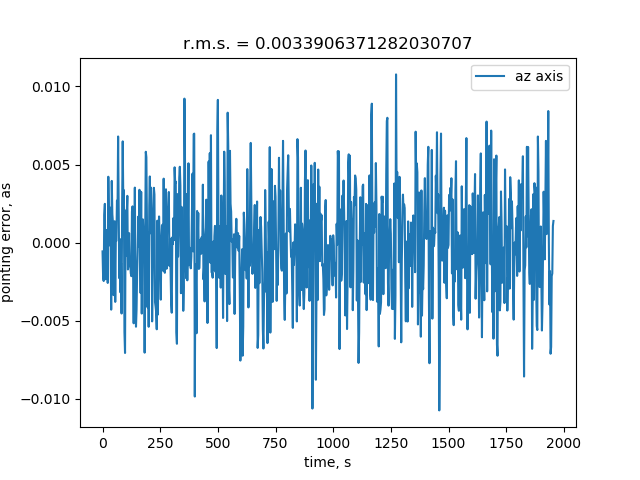 r.m.s. = 0.0033906371282030707
az axis
0.010
0.005
0.000
−0.005
−0.010
pointing error, as
0 250 500 750 1000 1250 1500 1750 2000
time, s